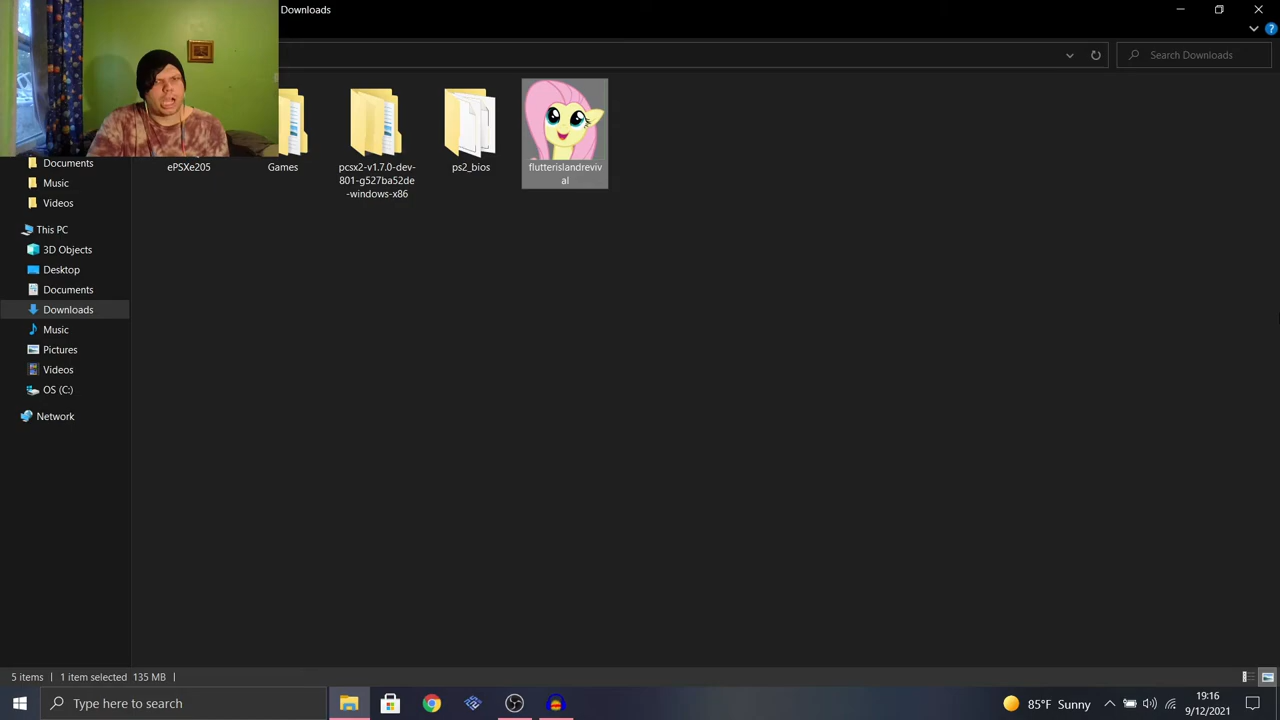 Downloads
Search Downloads
ePSXe205
Games
pcsx2-v1.7.0-dev-
801-g527ba52de
-windows-x86
ps2_bios
flutterislandreviv
al
Documents
Music
Videos
This PC
3D Objects
Desktop
Documents
Downloads
Music
Pictures
Videos
OS (C:)
Network
5 items
1 item selected 135 MB
Type here to search
85°F Sunny
19:16
9/12/2021